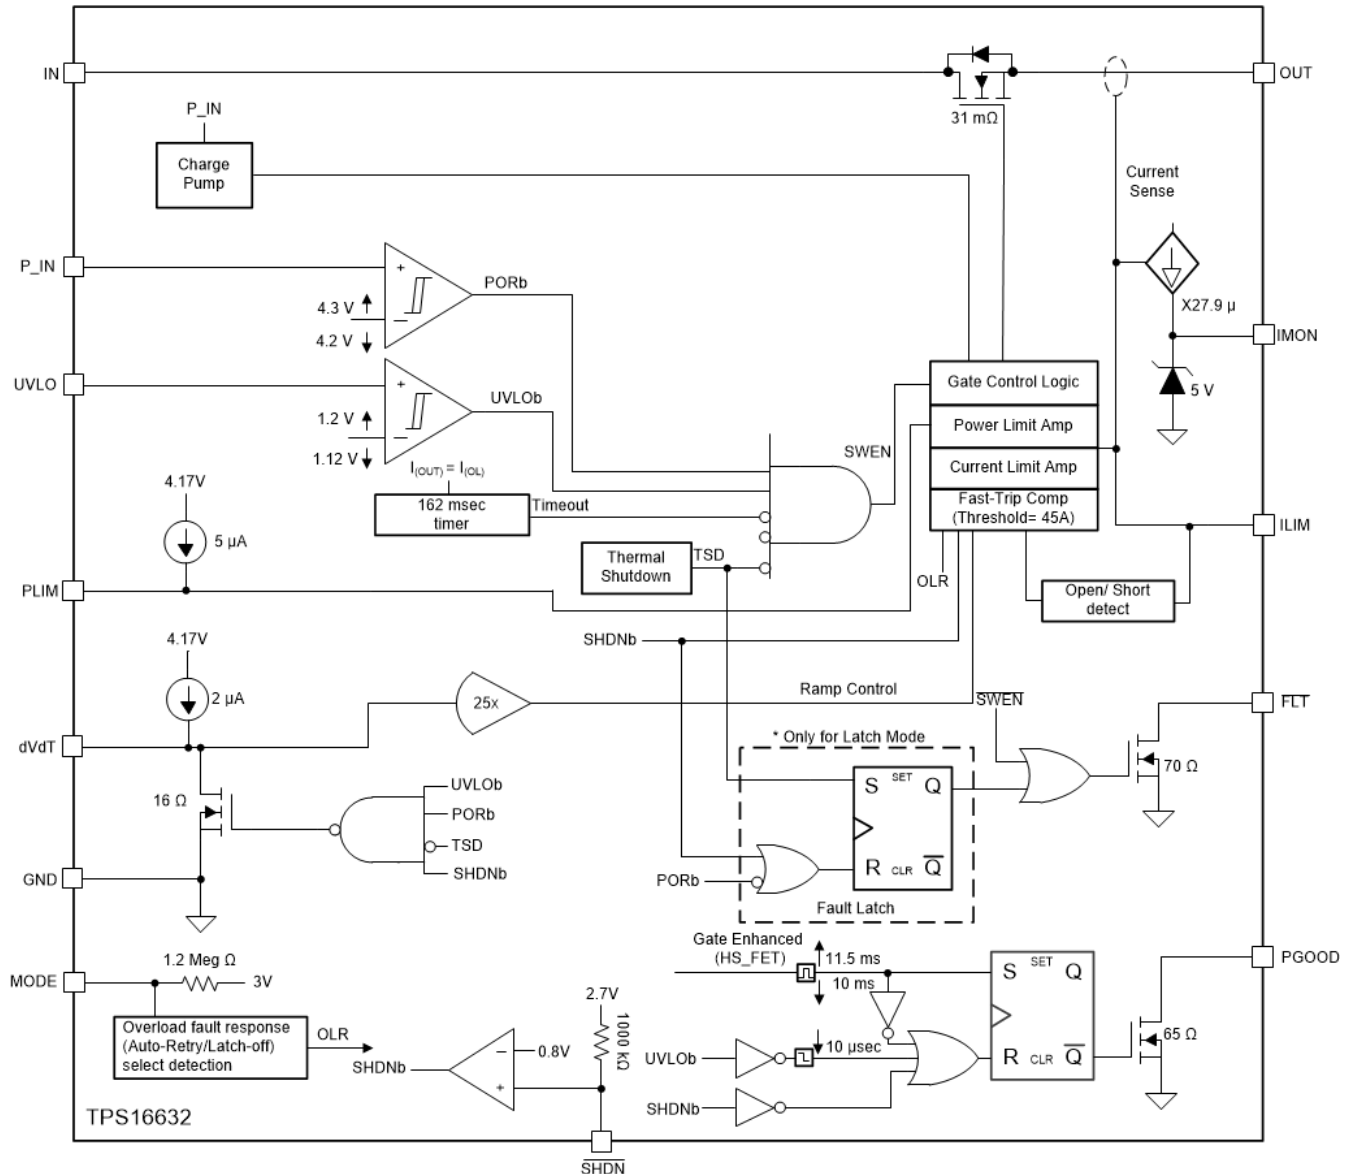 IN
OUT
31 mΩ
P_IN
Charge
Pump
Current
Sense
P_IN
+
−
4.3 V
4.2 V
PORb
X27.9 µ
IMON
5 V
UVLO
+
−
1.2 V
1.12 V
UVLOb
Gate Control Logic
Power Limit Amp
Current Limit Amp
Fast-Trip Comp
(Threshold= 45A)
SWEN
I(OUT) = I(OL)
162 msec
timer
Timeout
4.17V
5 µA
ILIM
Thermal
Shutdown
TSD
OLR
Open/ Short
detect
PLIM
SHDNb
4.17V
2 µA
25x
Ramp Control
SWEN
FLT
dVdT
* Only for Latch Mode
70 Ω
16 Ω
UVLOb
PORb
TSD
SHDNb
S
SET
Q
R
CLR
Q
PORb
Fault Latch
GND
Gate Enhanced
(HS_FET)
11.5 ms
10 ms
PGOOD
MODE
1.2 Meg Ω
3V
S
SET
Q
R
CLR
Q
65 Ω
Overload fault response
(Auto-Retry/Latch-off)
select detection
OLR
SHDNb
−
+
0.8V
2.7V
1000 kΩ
UVLOb
10 µsec
SHDNb
TPS16632
SHDN